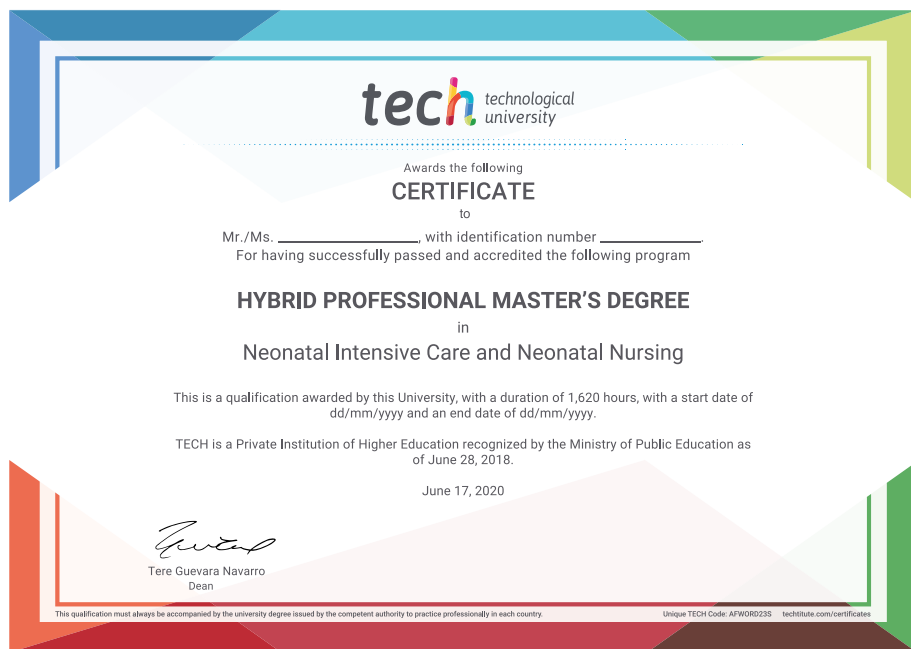 tech technological
university
Awards the following
CERTIFICATE
to
Mr./Ms. ____________________, with identification number ______________.
For having successfully passed and accredited the following program
HYBRID PROFESSIONAL MASTER'S DEGREE
in
Neonatal Intensive Care and Neonatal Nursing
This is a qualification awarded by this University, with a duration of 1,620 hours, with a start date of
dd/mm/yyyy and an end date of dd/mm/yyyy.
TECH is a Private Institution of Higher Education recognized by the Ministry of Public Education as
of June 28, 2018.
June 17, 2020
Tere Guevara Navarro
Dean
This qualification must always be accompanied by the university degree issued by the competent authority to practice professionally in each country.
Unique TECH Code: AFWORD23S techtitute.com/certificates